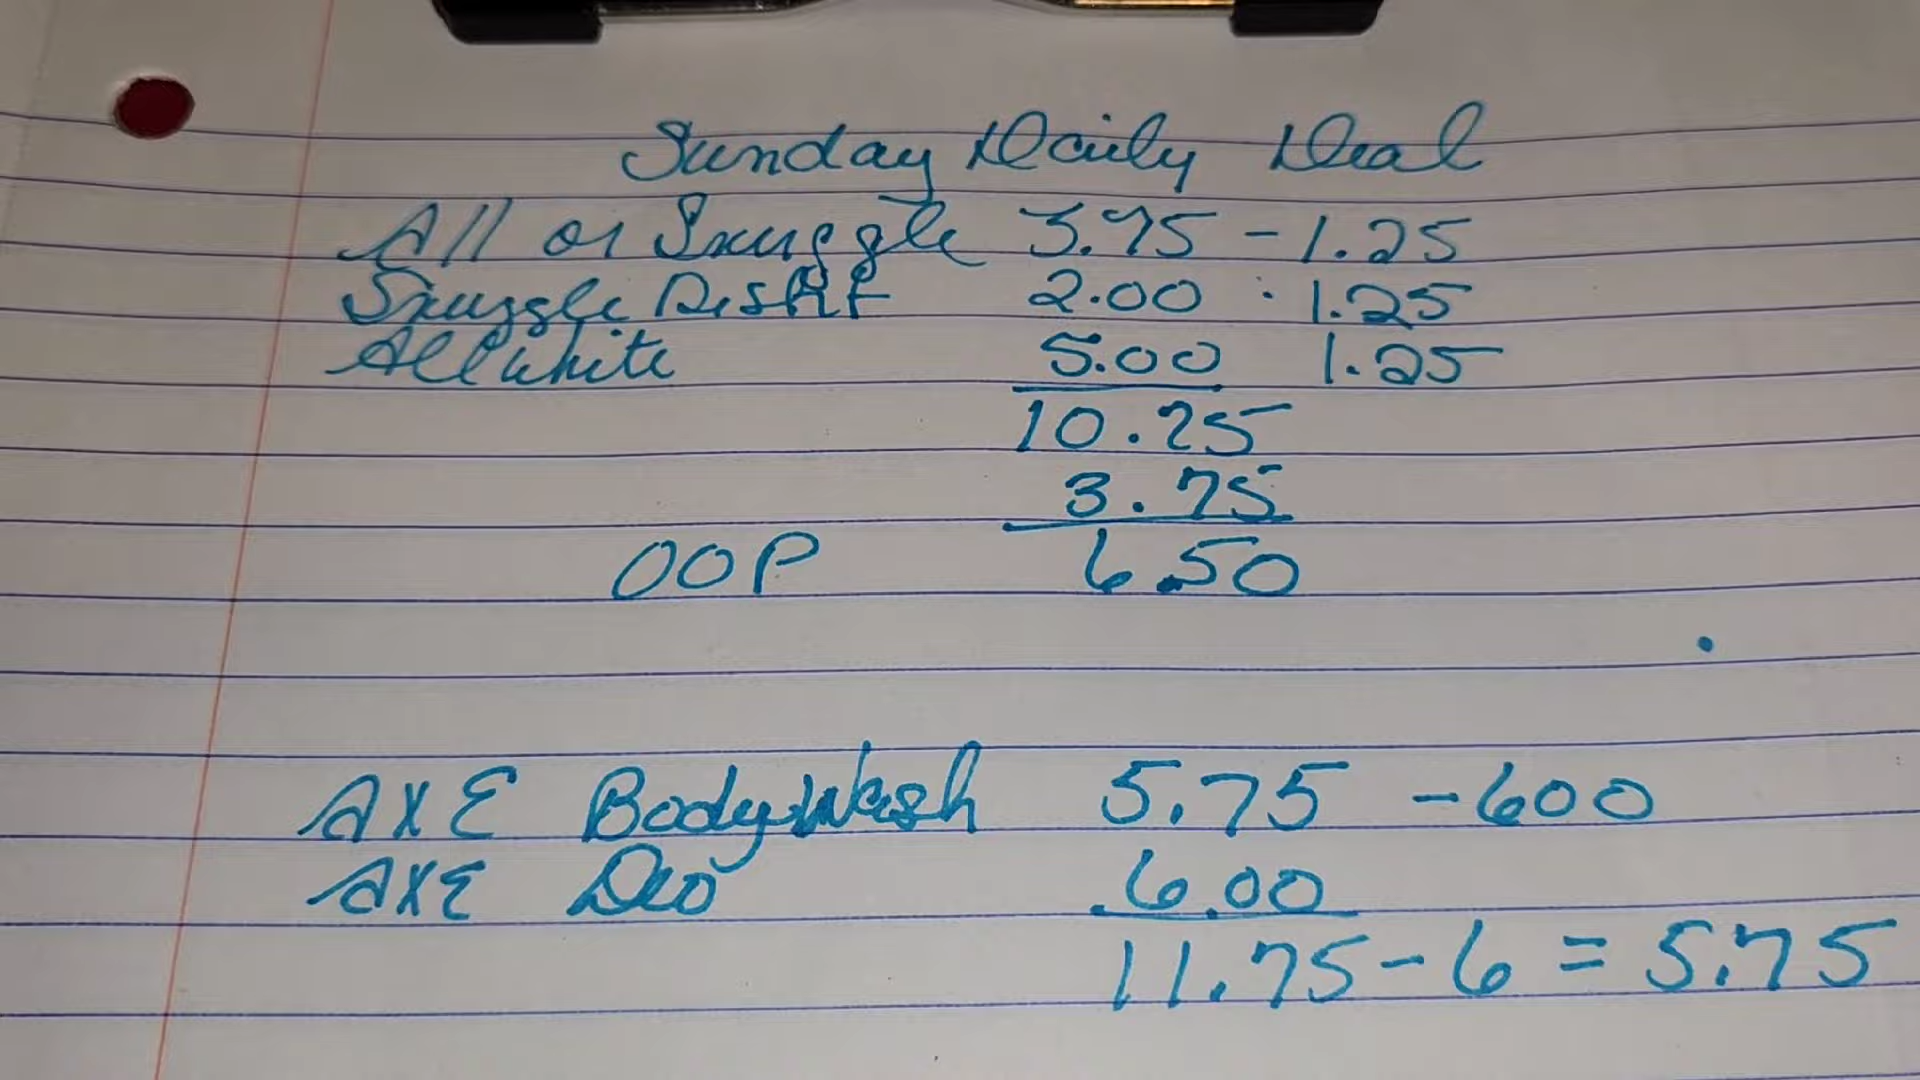 Sunday Daily Deal
All or Snuggle 3.75 - 1.25
Snuggle 2.00 · 1.25
All white 5.00 1.25
10.25
3.75
OOP 6.50
AXE Body Wash 5.75 - 600
AXE Deo 6.00
11.75 - 6 = 5.75